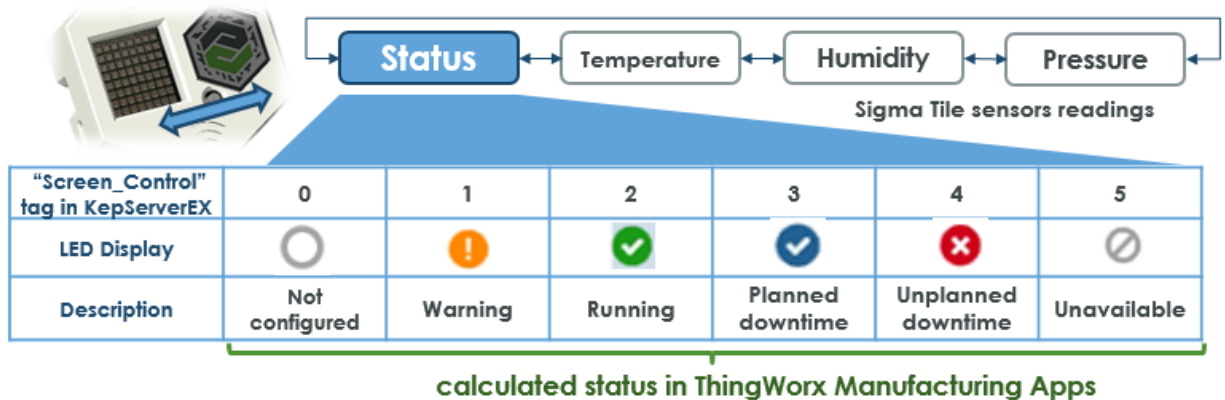 Status
Temperature
Humidity
Pressure
Sigma Tile sensors readings
“Screen_Control”
tag in KepServerEX
0
1
2
3
4
5
LED Display
Description
Not
configured
Warning
Running
Planned
downtime
Unplanned
downtime
Unavailable
calculated status in ThingWorx Manufacturing Apps